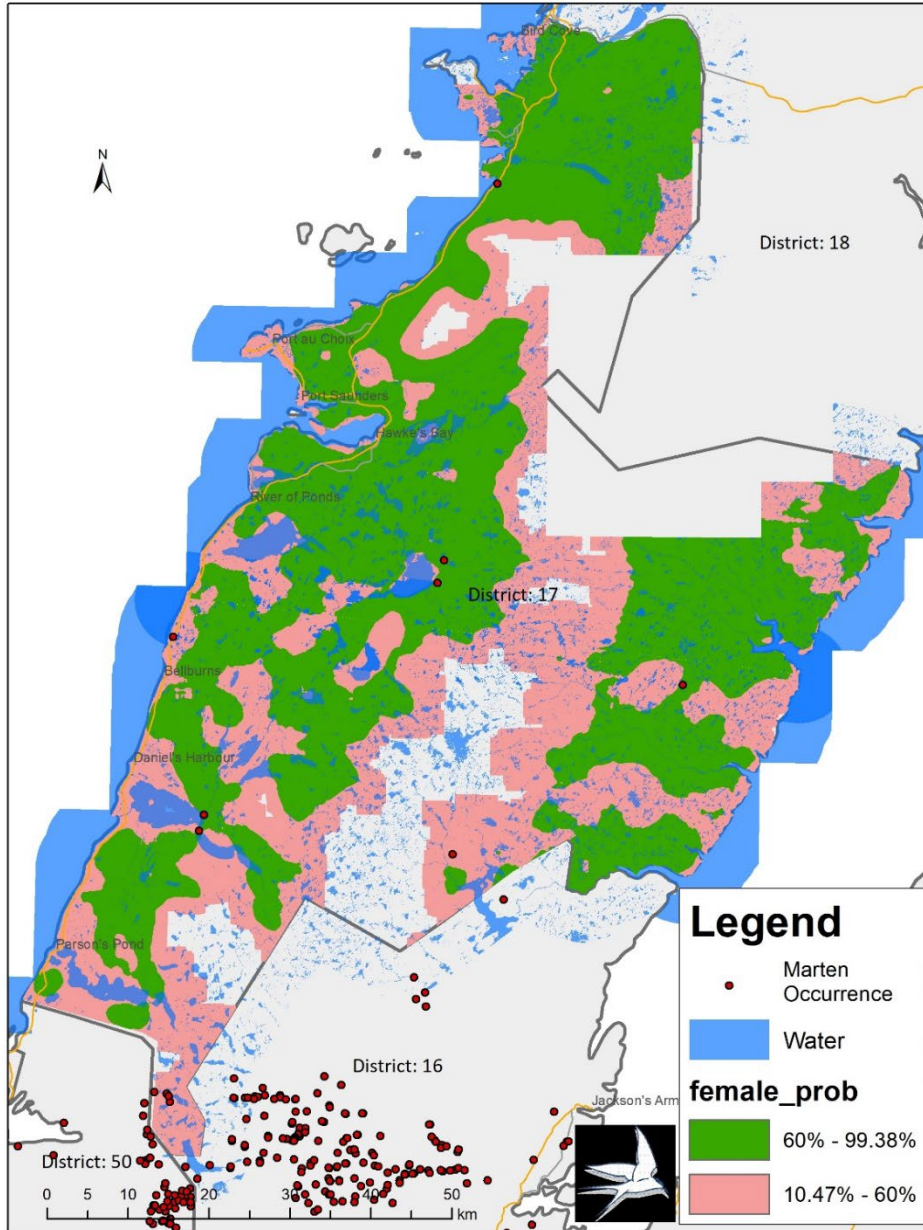 Bird Cove
N
District: 18
Port au Choix
Port Saunders
Hawke's Bay
River of Ponds
District: 17
Bellburns
Daniel's Harbour
Parson's Pond
District: 16
Jackson's Arm
District: 50
0 5 10 20 30 40 50
km
Legend
Marten
Occurrence
Water
female_prob
60% - 99.38%
10.47% - 60%